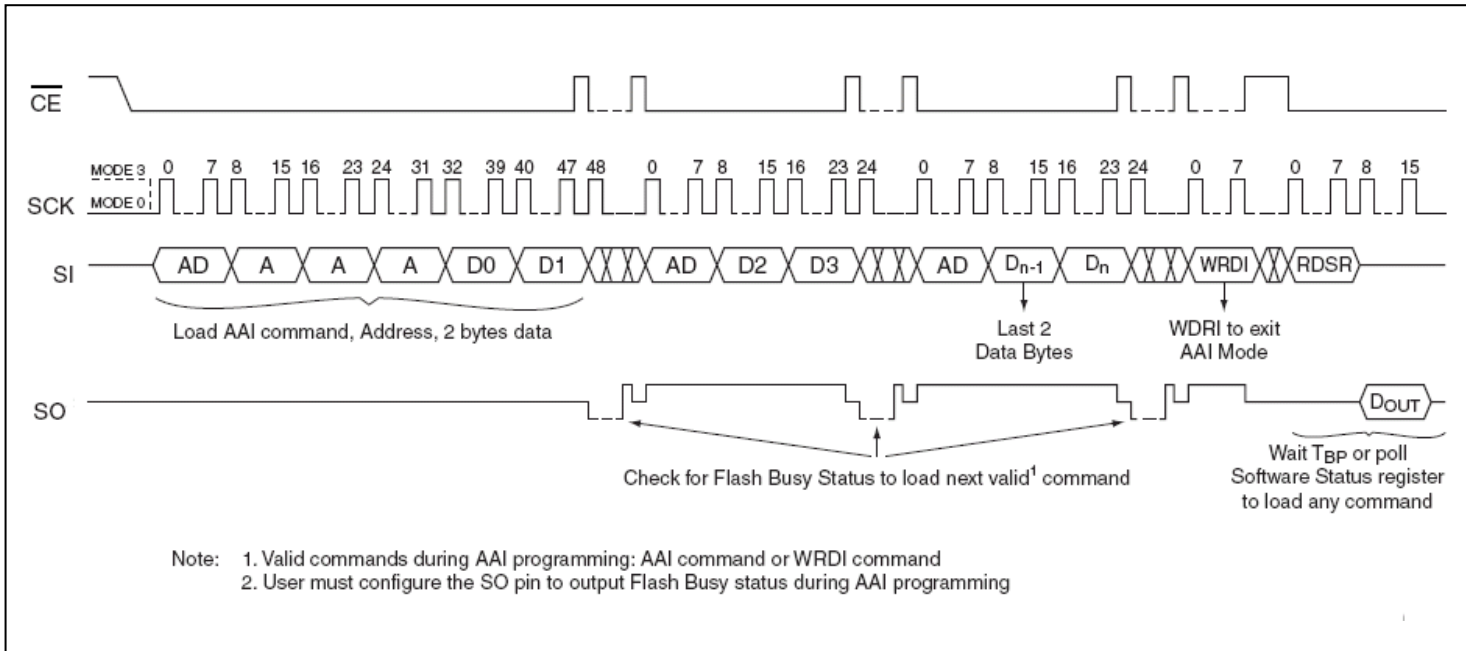 CE
MODE 3 0 7 8 15 16 23 24 31 32 39 40 47 48 0 7 8 15 16 23 24 0 7 8 15 16 23 24 0 7 0 7 8 15
SCK MODE 0
SI AD A A A D0 D1 AD D2 D3 AD Dn-1 Dn WRDI RDSR
Load AAI command, Address, 2 bytes data
Last 2
Data Bytes
WDRI to exit
AAI Mode
SO DOUT
Check for Flash Busy Status to load next valid1 command
Wait TBP or poll
Software Status register
to load any command
Note: 1. Valid commands during AAI programming: AAI command or WRDI command
2. User must configure the SO pin to output Flash Busy status during AAI programming